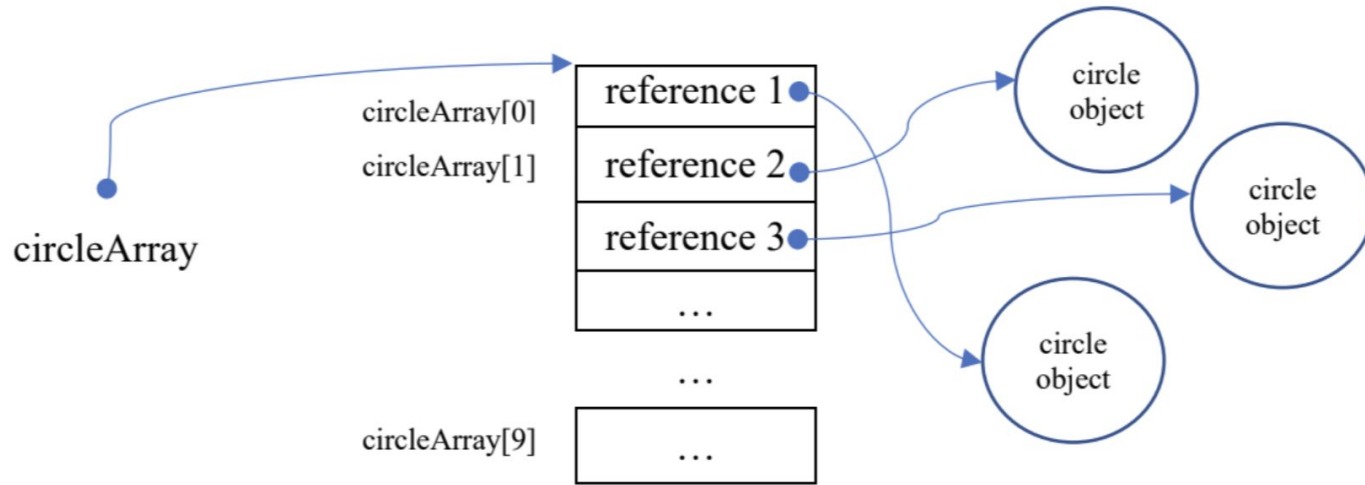 circleArray
circleArray[0]
circleArray[1]
circleArray[9]
reference 1
reference 2
reference 3
…
…
…
circle
object
circle
object
circle
object